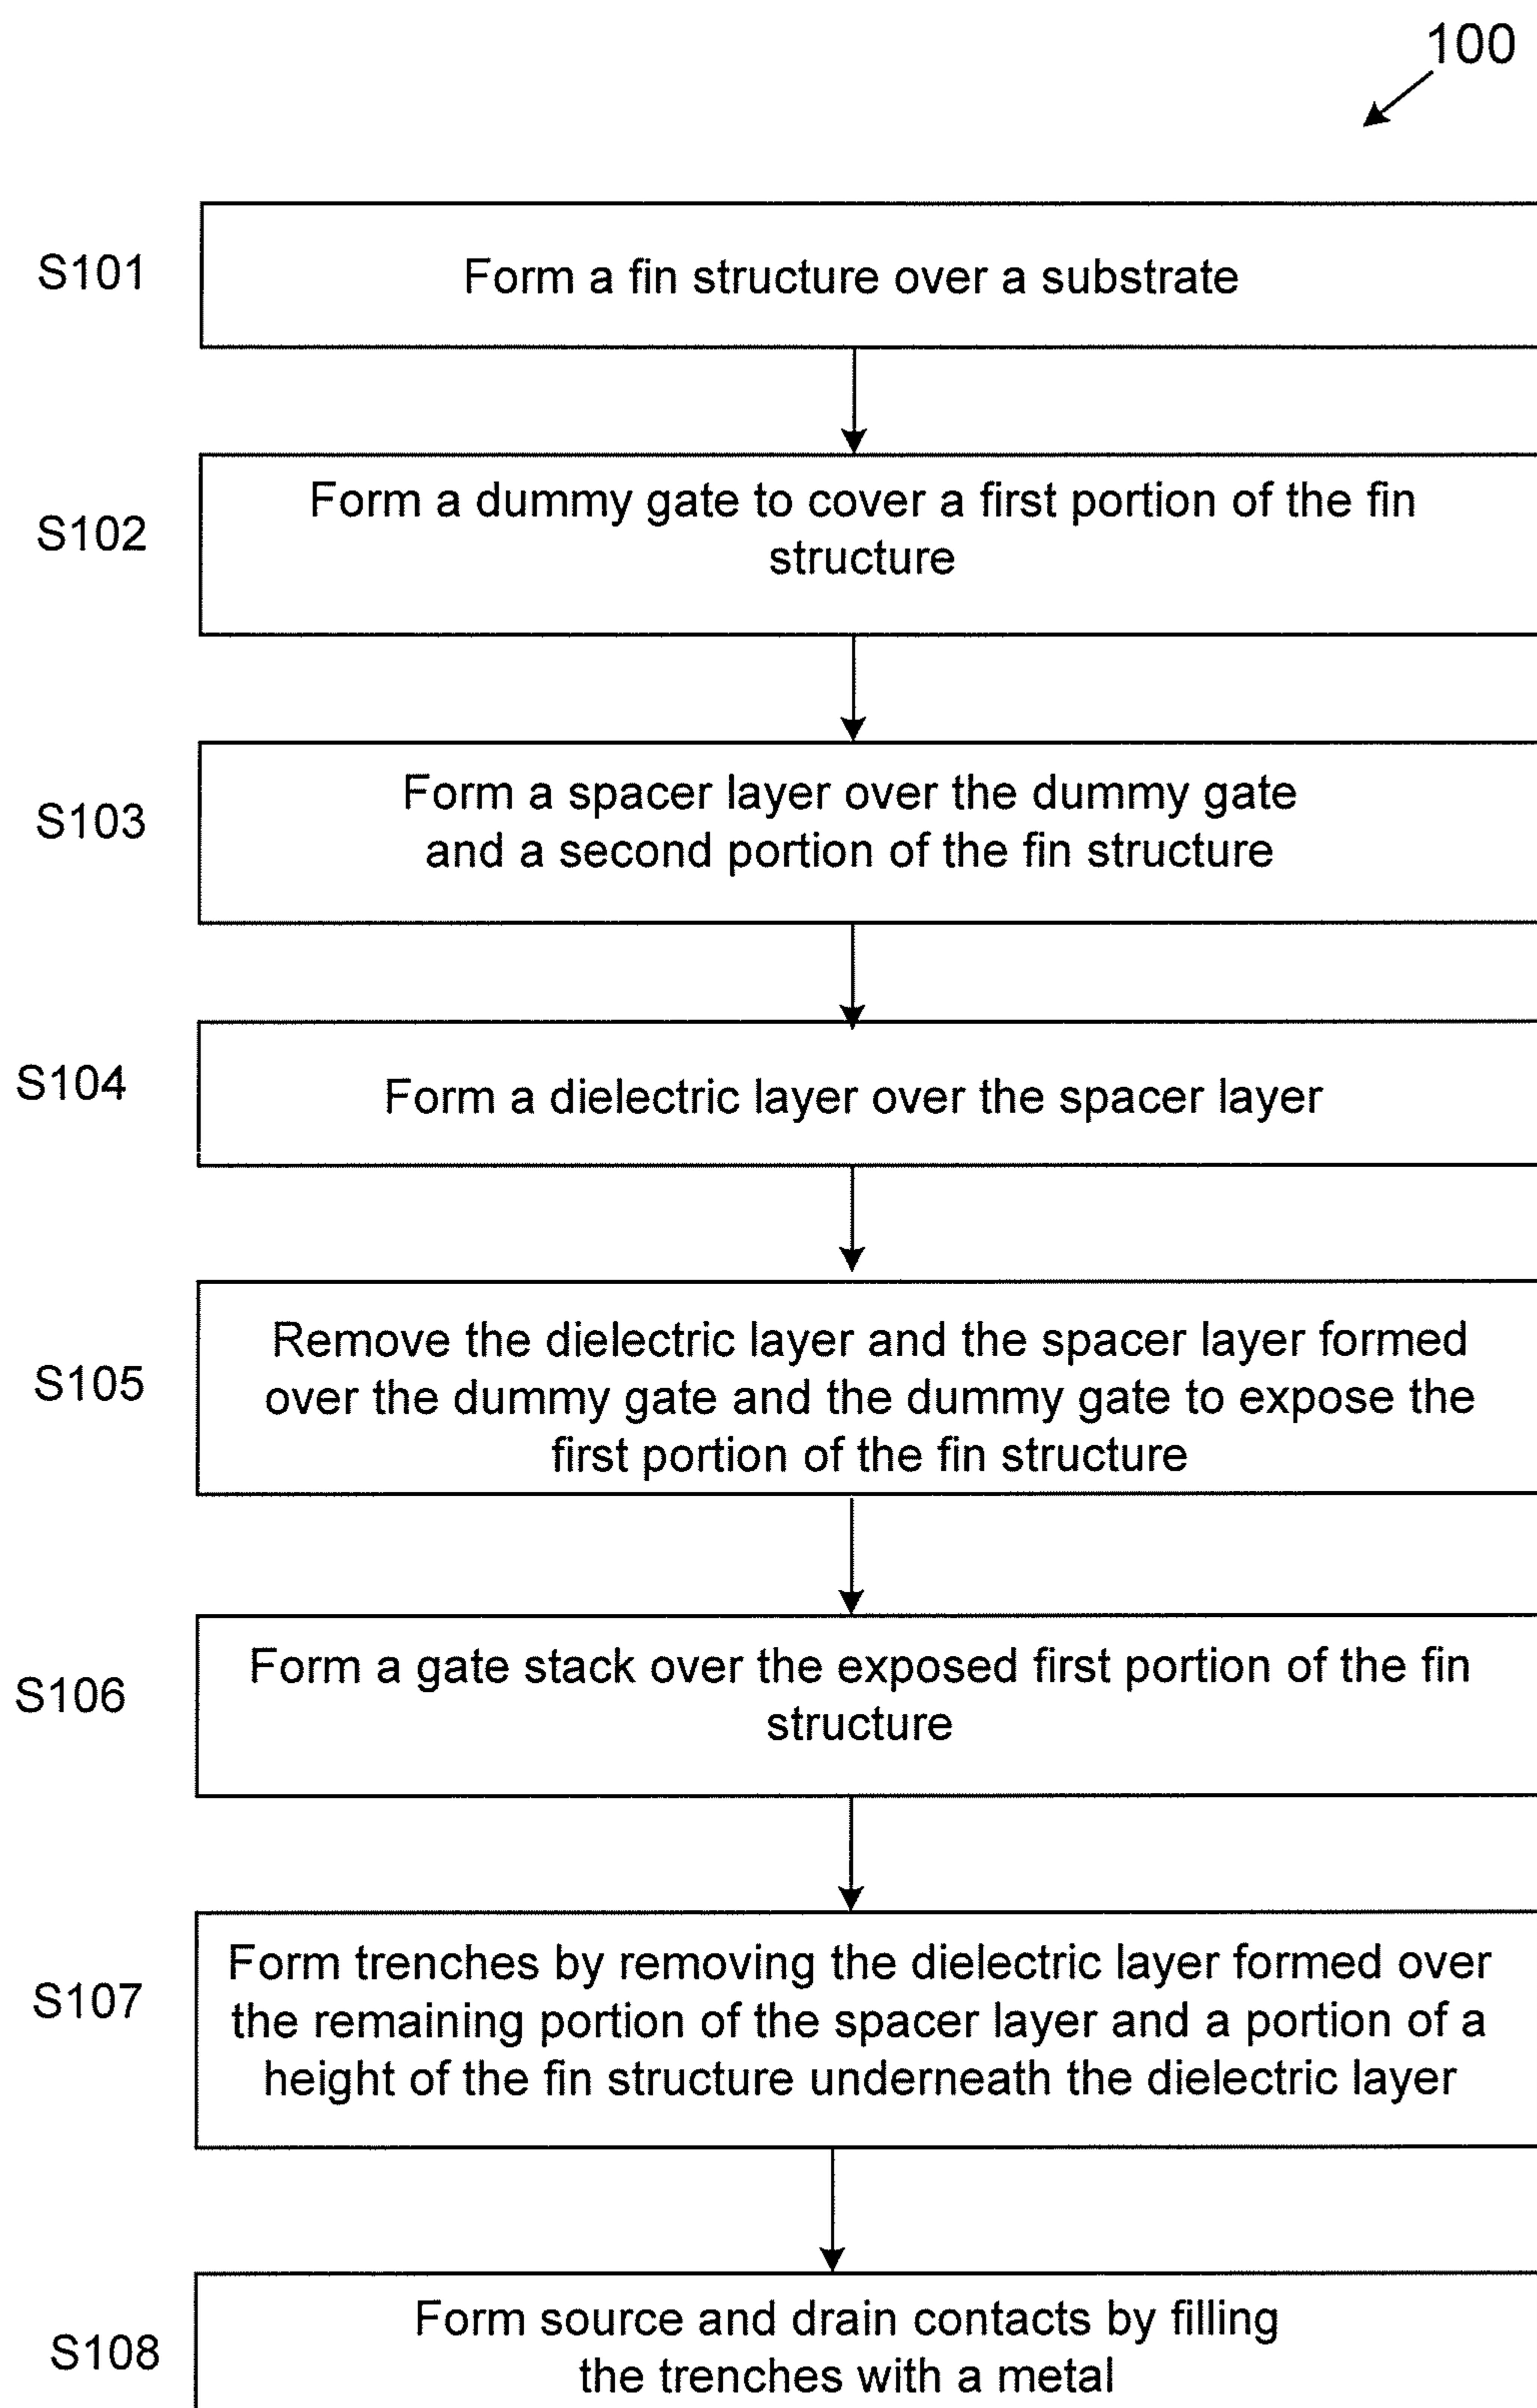 100
S101
Form a fin structure over a substrate
S102
Form a dummy gate to cover a first portion of the fin
structure
S103
Form a spacer layer over the dummy gate
and a second portion of the fin structure
S104
Form a dielectric layer over the spacer layer
S105
Remove the dielectric layer and the spacer layer formed
over the dummy gate and the dummy gate to expose the
first portion of the fin structure
S106
Form a gate stack over the exposed first portion of the fin
structure
S107
Form trenches by removing the dielectric layer formed over
the remaining portion of the spacer layer and a portion of a
height of the fin structure underneath the dielectric layer
S108
Form source and drain contacts by filling
the trenches with a metal